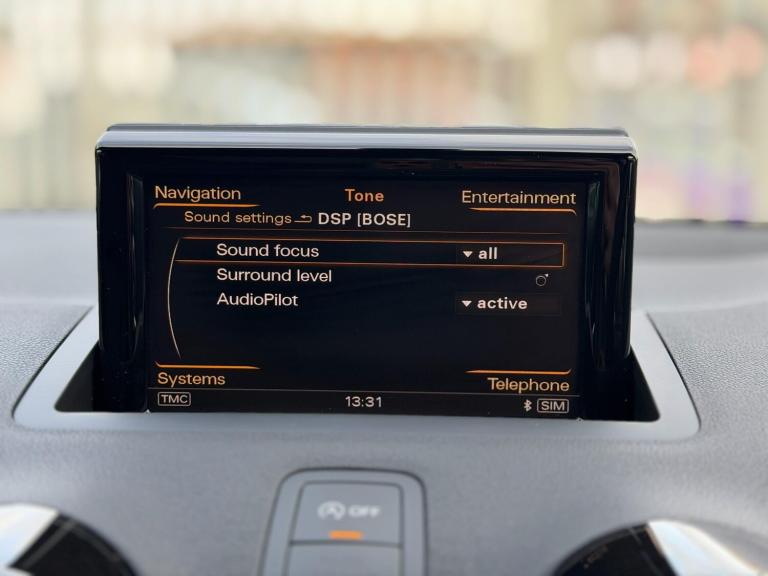 Navigation Tone Entertainment
Sound settings DSP [BOSE]
Sound focus all
Surround level
AudioPilot active
Systems Telephone
TMC 13:31 SIM
A OFF